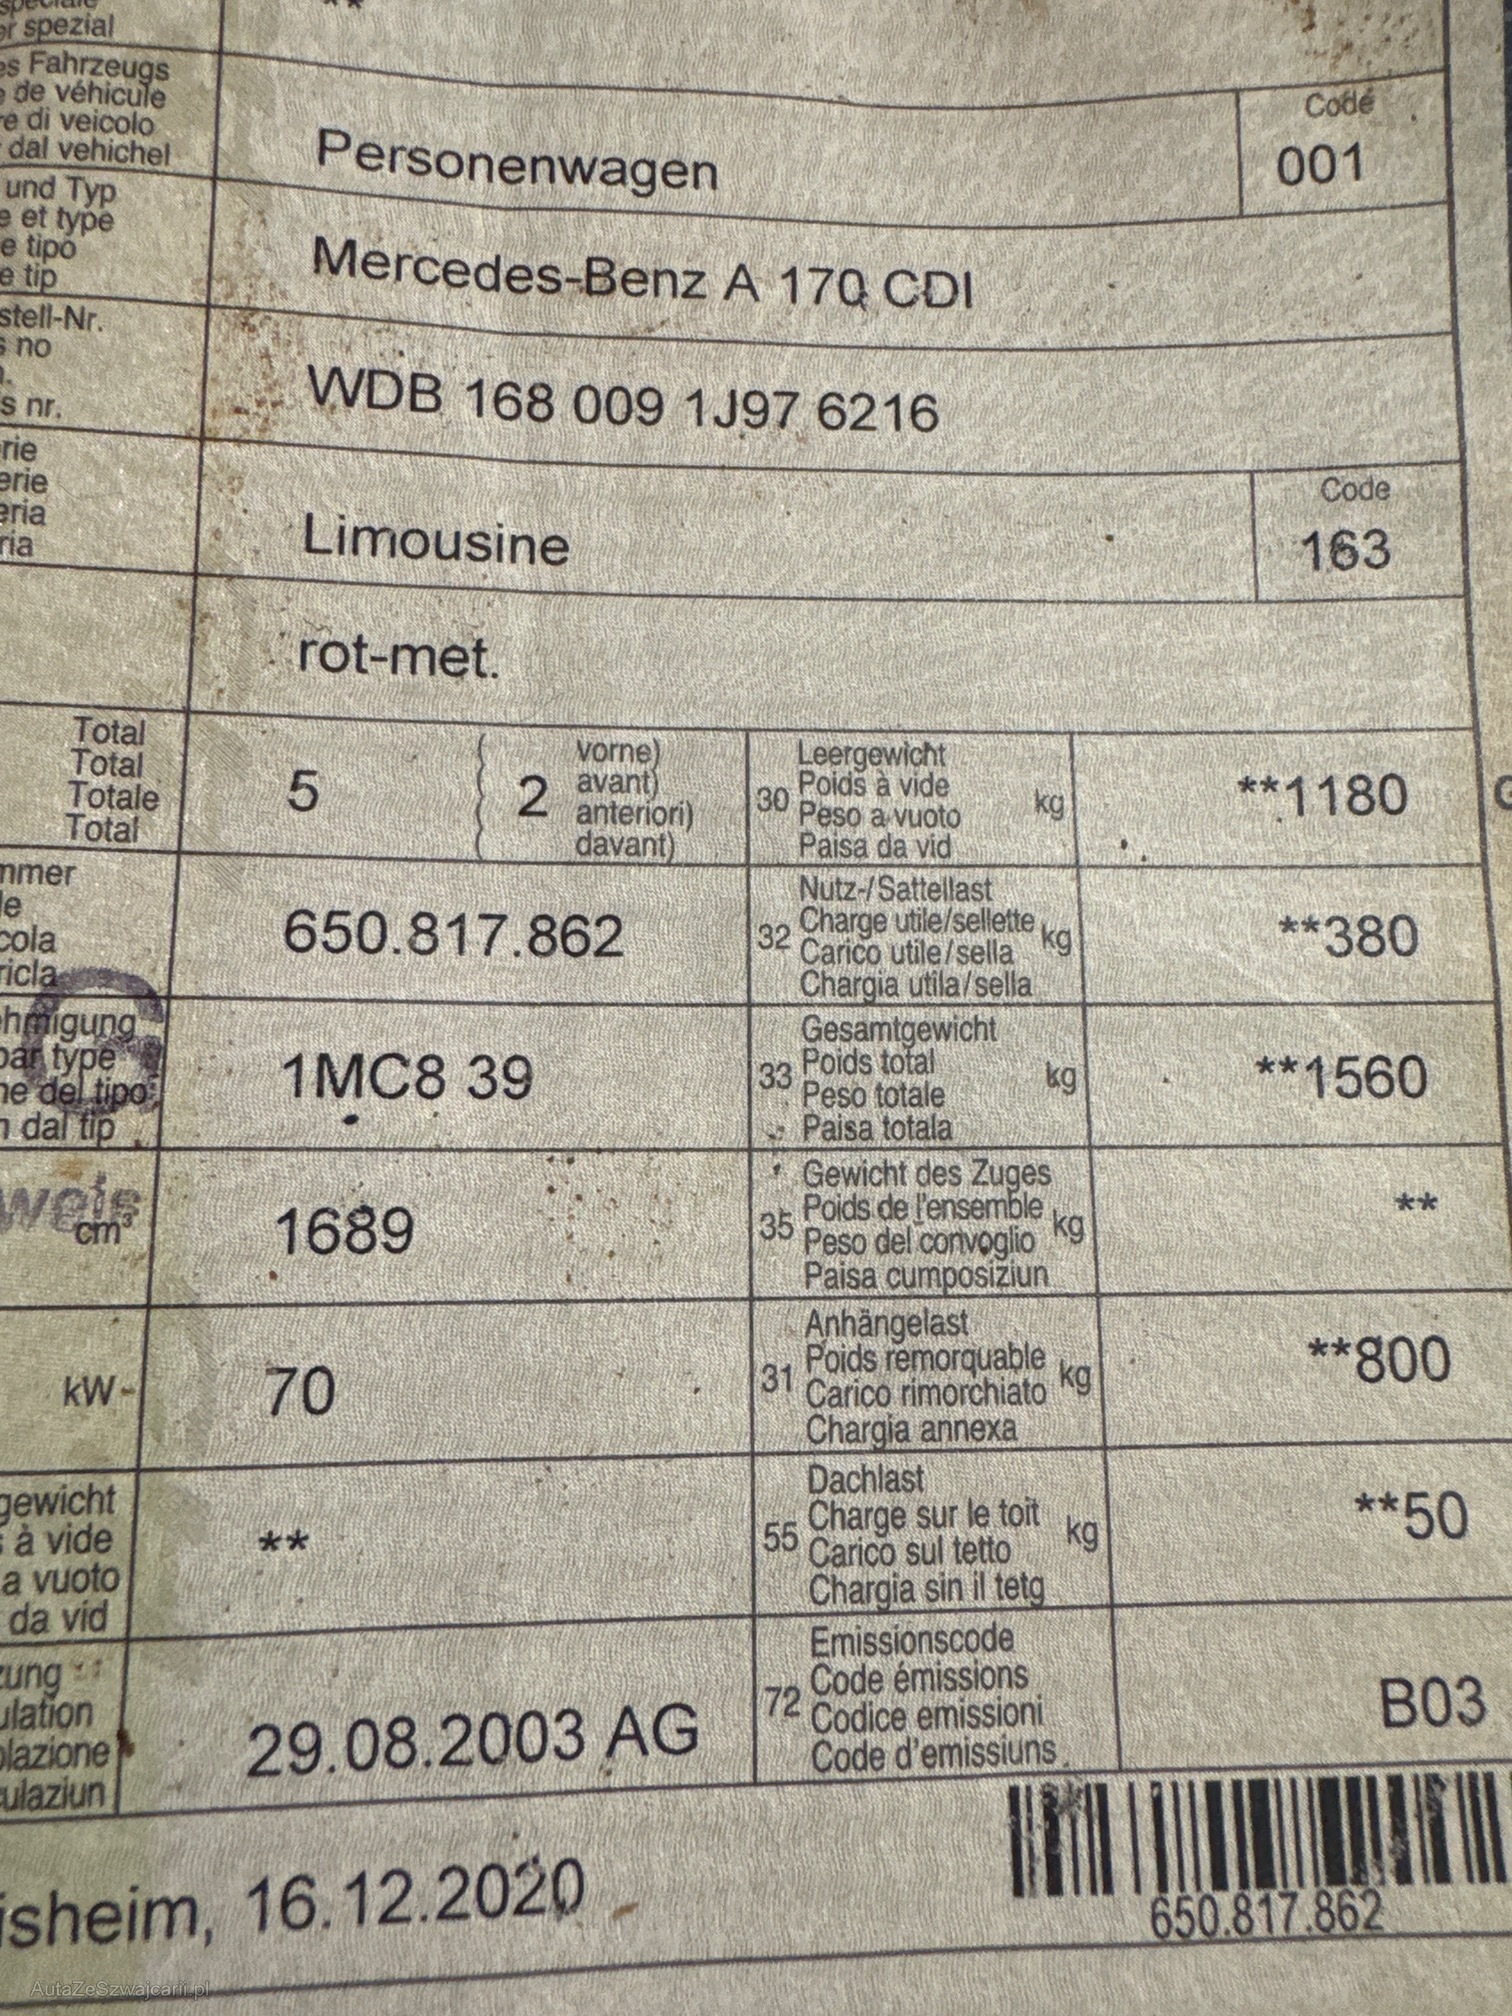 er spezial
**
es Fahrzeugs
de véhicule
re di veicolo
dal vehichel
Personenwagen
Code
001
und Typ
e et type
e tipo
e tip
Mercedes-Benz A 170 CDI
stell-Nr.
s no
s nr.
WDB 168 009 1J97 6216
rie
erie
eria
ria
Limousine
Code
163
rot-met.
Total
Total
Totale
Total
5
2
vorne)
avant)
anteriori)
davant)
30
Leergewicht
Poids à vide
Peso a vuoto
Paisa da vid
kg
**1180
mmer
le
cola
ricla
650.817.862
32
Nutz-/Sattellast
Charge utile/sellette
Carico utile/sella
Chargia utila/sella
kg
**380
hmigung
par type
ne del tipo
n dal tip
1MC8 39
33
Gesamtgewicht
Poids total
Peso totale
Paisa totala
kg
**1560
weis
cm³
1689
35
Gewicht des Zuges
Poids de l'ensemble
Peso del convoglio
Paisa cumposiziun
kg
**
kW
70
31
Anhängelast
Poids remorquable
Carico rimorchiato
Chargia annexa
kg
**800
gewicht
s à vide
a vuoto
da vid
**
55
Dachlast
Charge sur le toit
Carico sul tetto
Chargia sin il tetg
kg
**50
zung
ulation
olazione
culaziun
29.08.2003 AG
72
Emissionscode
Code émissions
Codice emissioni
Code d'emissiuns
B03
isheim, 16.12.2020
650.817.862
AutaZeSzwajcarii.pl